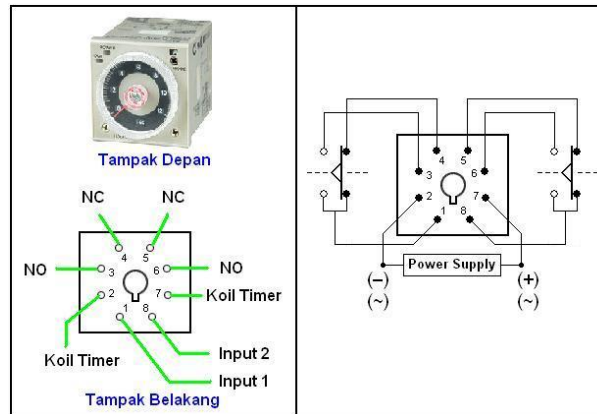 Tampak Depan
NC NC
4 5
NO 3 6 NO
2 7 Koil Timer
1 8
Koil Timer
Input 2
Input 1
Tampak Belakang
4 5
3 6
2 7
1 8
(-) Power Supply (+)
(~) (~)